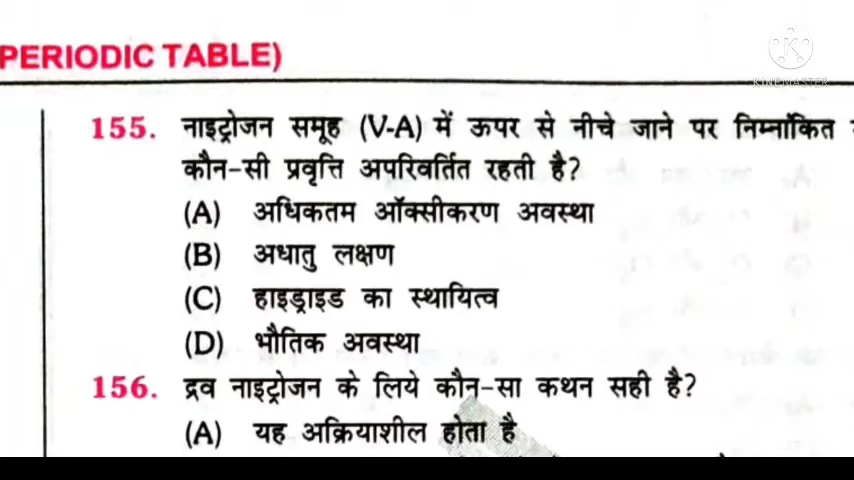 KINEMASTER
PERIODIC TABLE)
155. नाइट्रोजन समूह (V-A) में ऊपर से नीचे जाने पर निम्नांकित
कौन-सी प्रवृत्ति अपरिवर्तित रहती है?
(A) अधिकतम ऑक्सीकरण अवस्था
(B) अधातु लक्षण
(C) हाइड्राइड का स्थायित्व
(D) भौतिक अवस्था
156. द्रव नाइट्रोजन के लिये कौन-सा कथन सही है?
(A) यह अक्रियाशील होता है